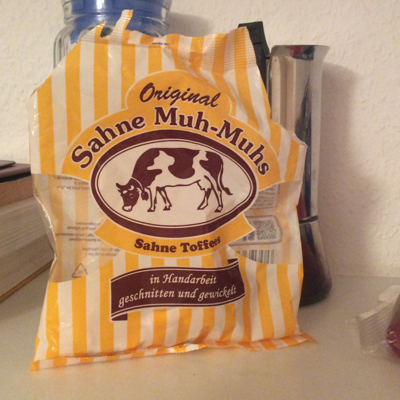 Original
Sahne Muh-Muhs
Sahne Toffees
in Handarbeit
geschnitten und gewickelt